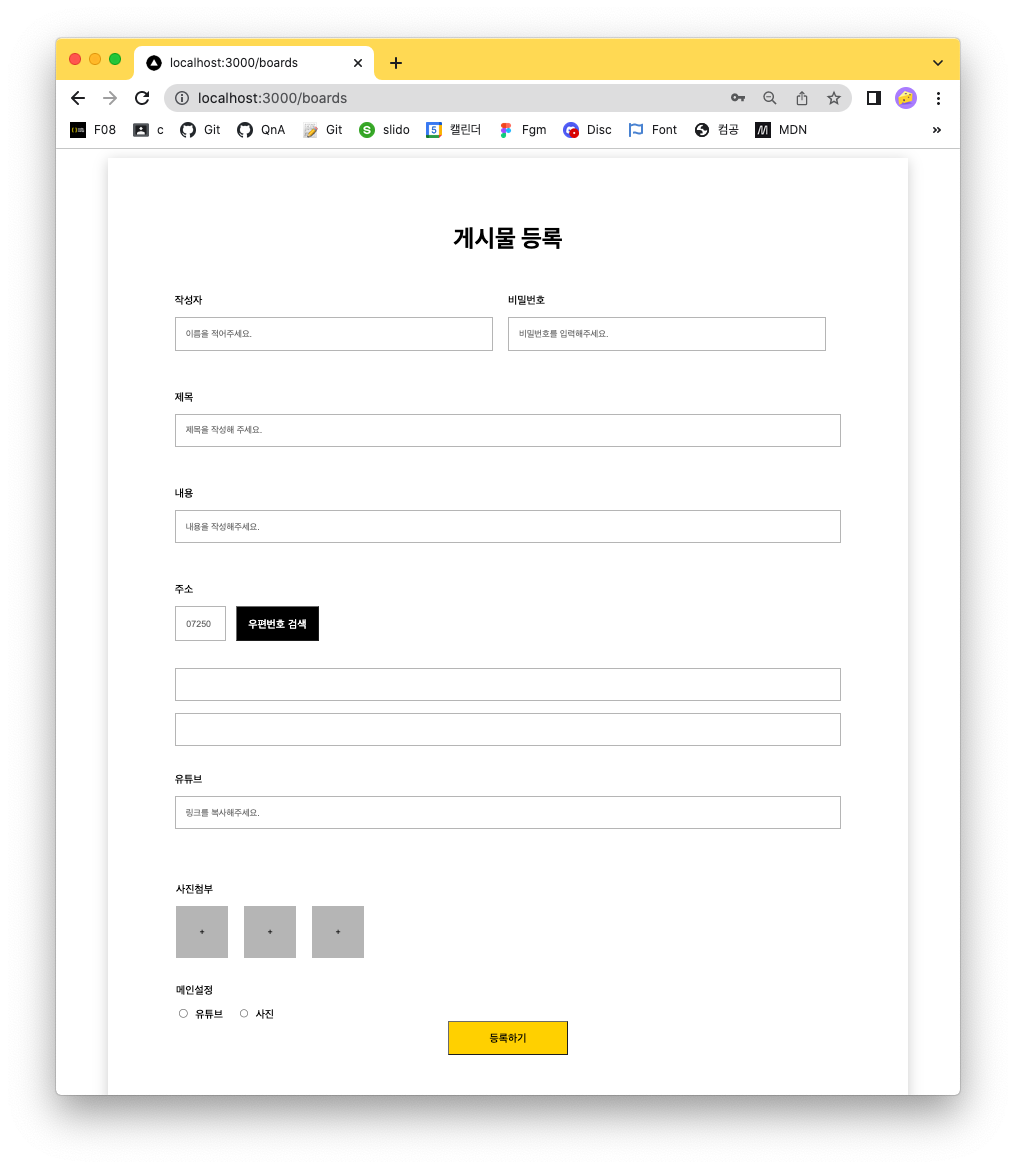 localhost:3000/boards
localhost:3000/boards
F08 c Git QnA Git S slido 5 캘린더 Fgm Disc Font 컴공 M MDN »
게시물 등록
작성자 비밀번호
이름을 적어주세요. 비밀번호를 입력해주세요.
제목
제목을 작성해 주세요.
내용
내용을 작성해주세요.
주소
07250 우편번호 검색
유튜브
링크를 복사해주세요.
사진첨부
+ + +
메인설정
유튜브 사진
등록하기